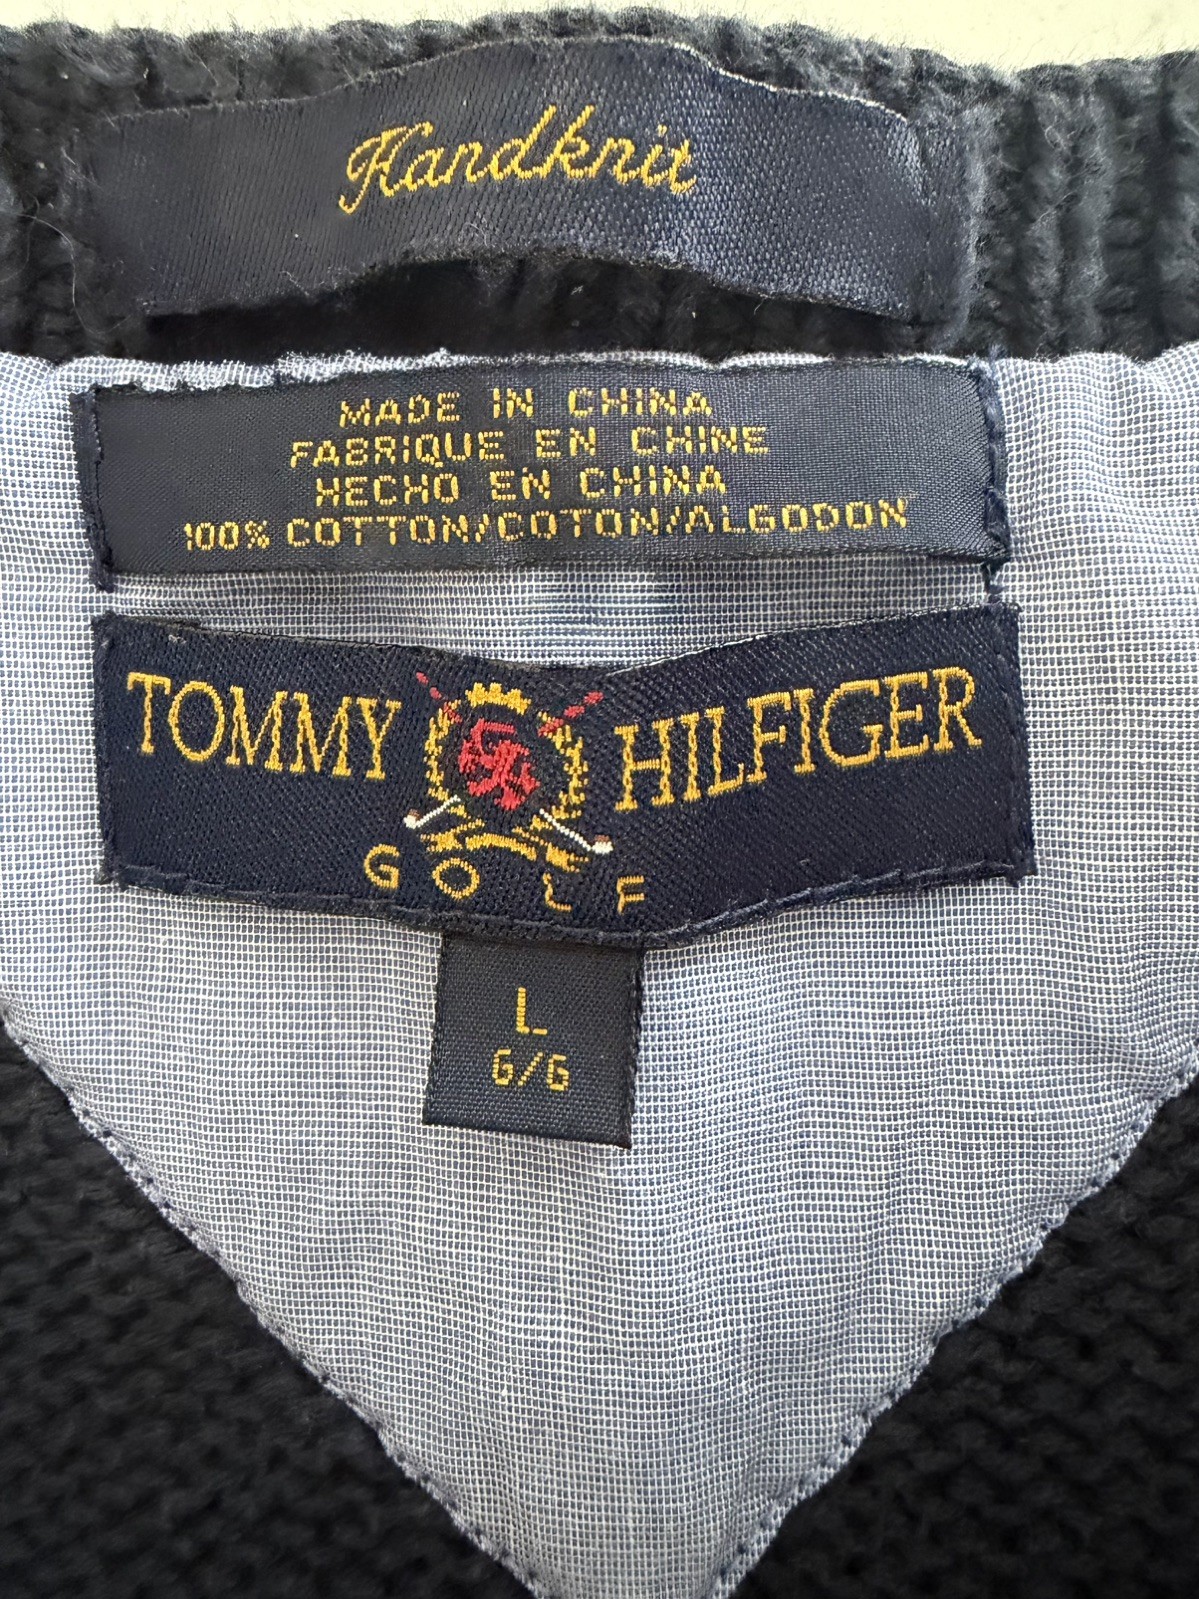 Handknit
MADE IN CHINA
FABRIQUE EN CHINE
HECHO EN CHINA
100% COTTON/COTON/ALGODON
TOMMY HILFIGER
GOLF
L
G/G